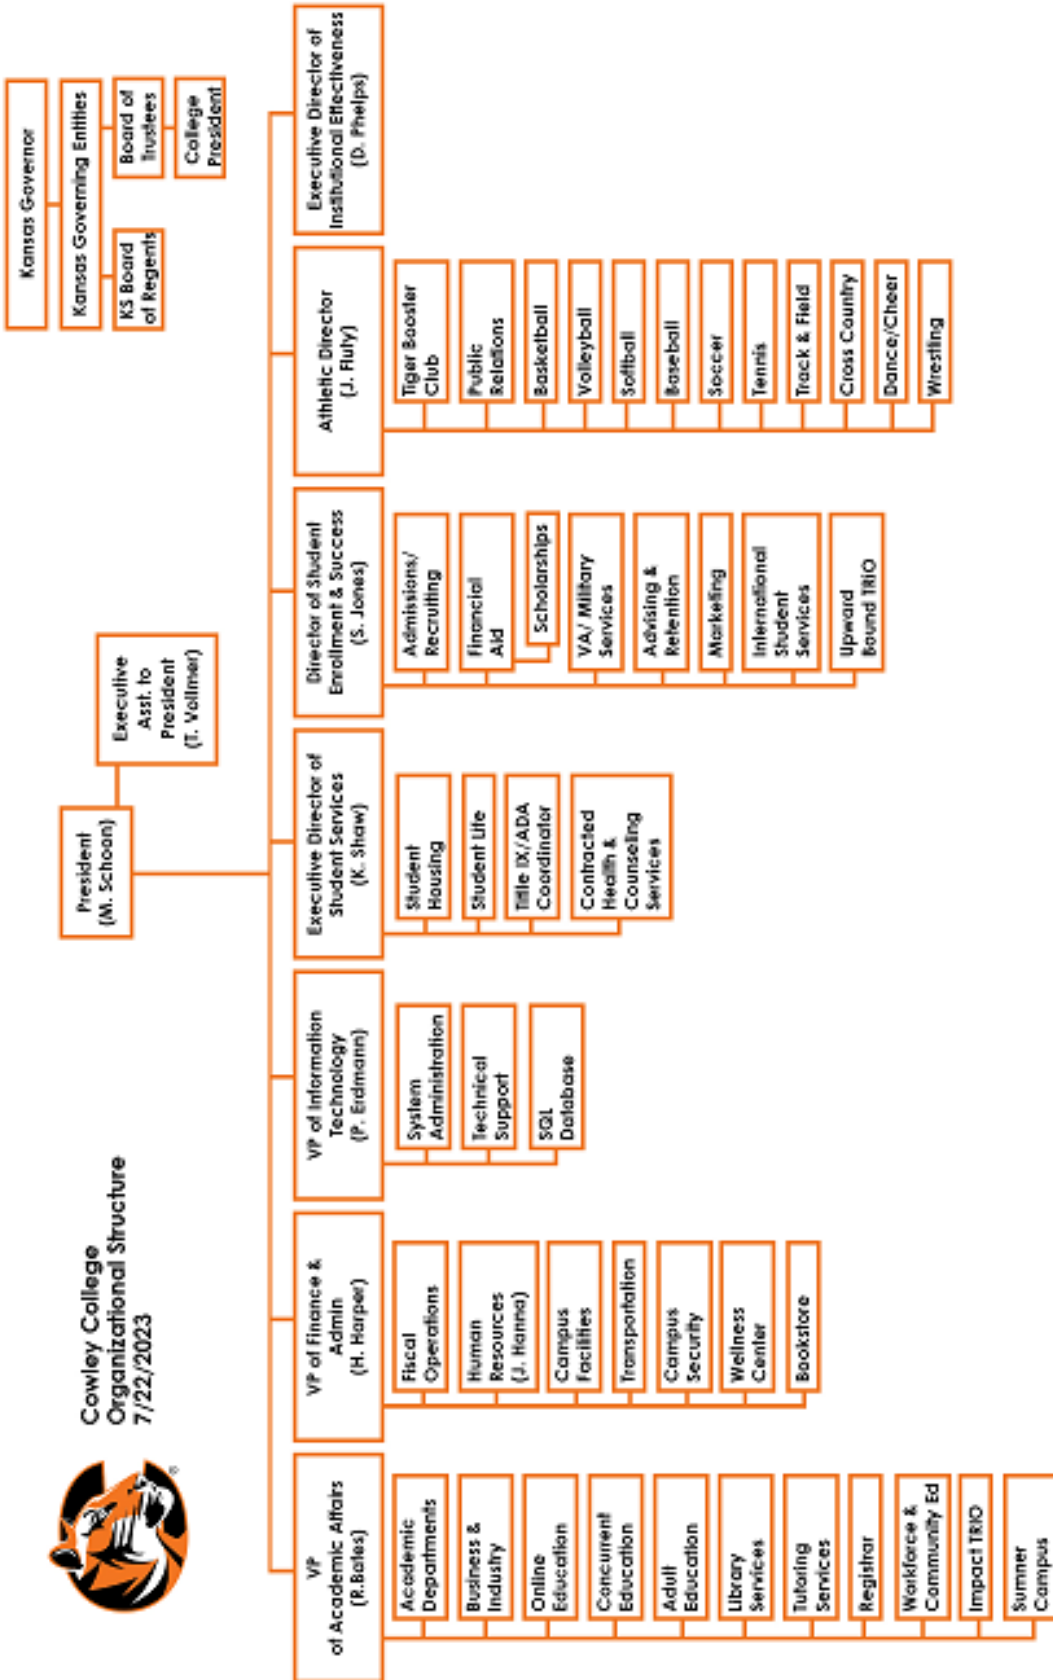 Cowley College
Organizational Structure
7/22/2023
President
(M. Schoon)
Executive
Asst. to
President
(T. Vollmer)
Kansas Governor
Kansas Governing Entities
KS Board
of Regents
Board of
Trustees
College
President
VP
of Academic Affairs
(R.Bates)
Academic
Departments
Business &
Industry
Online
Education
Concurrent
Education
Adult
Education
Library
Services
Tutoring
Services
Registrar
Workforce &
Community Ed
Impact TRIO
Sumner
Campus
VP of Finance &
Admin
(H. Harper)
Fiscal
Operations
Human
Resources
(J. Hanna)
Campus
Facilities
Transportation
Campus
Security
Wellness
Center
Bookstore
VP of Information
Technology
(P. Erdmann)
System
Administration
Technical
Support
SQL
Database
Executive Director of
Student Services
(K. Shaw)
Student
Housing
Student Life
Title IX/ADA
Coordinator
Contracted
Health &
Counseling
Services
Director of Student
Enrollment & Success
(S. Jones)
Admissions/
Recruiting
Financial
Aid
Scholarships
VA/ Military
Services
Advising &
Retention
Marketing
International
Student
Services
Upward
Bound TRIO
Athletic Director
(J. Fluty)
Tiger Booster
Club
Public
Relations
Basketball
Volleyball
Softball
Baseball
Soccer
Tennis
Track & Field
Cross Country
Dance/Cheer
Wrestling
Executive Director of
Institutional Effectiveness
(D. Phelps)